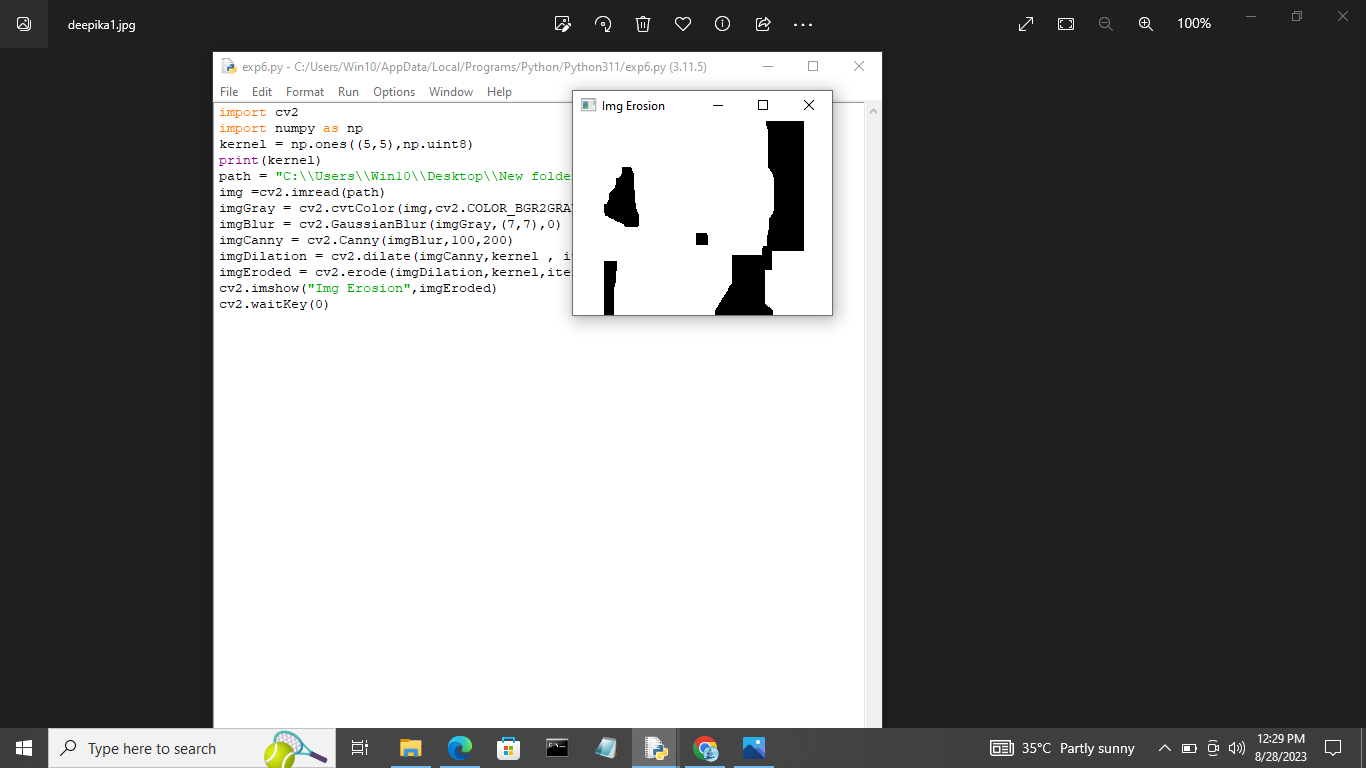 deepika1.jpg
100%
exp6.py - C:/Users/Win10/AppData/Local/Programs/Python/Python311/exp6.py (3.11.5)
File Edit Format Run Options Window Help
Img Erosion
import cv2
import numpy as np
kernel = np.ones((5,5),np.uint8)
print(kernel)
path = "C:\\Users\\Win10\\Desktop\\New folde
img =cv2.imread(path)
imgGray = cv2.cvtColor(img,cv2.COLOR_BGR2GRA
imgBlur = cv2.GaussianBlur(imgGray,(7,7),0)
imgCanny = cv2.Canny(imgBlur,100,200)
imgDilation = cv2.dilate(imgCanny,kernel , i
imgEroded = cv2.erode(imgDilation,kernel,ite
cv2.imshow("Img Erosion",imgEroded)
cv2.waitKey(0)
Type here to search
35°C Partly sunny
12:29 PM
8/28/2023